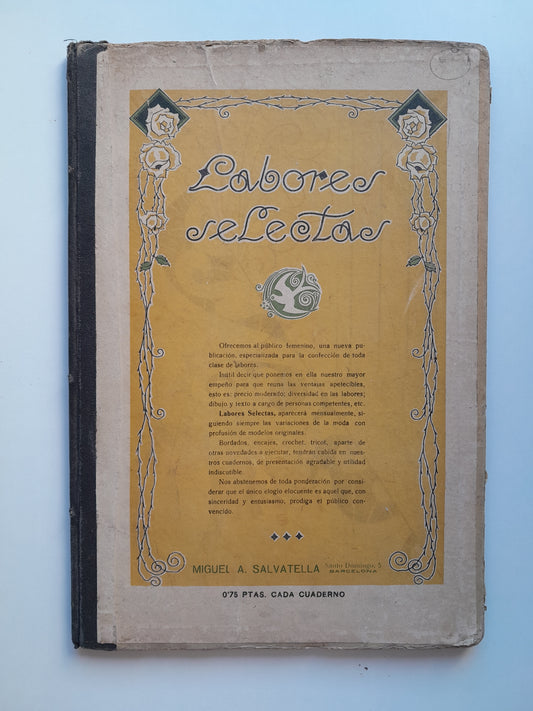 Labores
seLectas
Ofrecemos al público femenino, una nueva pu-
blicación, especializada para la confección de toda
clase de labores.
Inútil decir que ponemos en ella nuestro mayor
empeño para que reuna las ventajas apetecibles,
esto es: precio moderado; diversidad en las labores;
dibujo y texto a cargo de personas competentes, etc.
Labores Selectas, aparecerá mensualmente, si-
guiendo siempre las variaciones de la moda con
profusión de modelos originales.
Bordados, encajes, crochet, tricot, aparte de
otras novedades a ejecutar, tendrán cabida en nues-
tros cuadernos, de presentación agradable y utilidad
indiscutible.
Nos abstenemos de toda ponderación por consi-
derar que el único elogio elocuente es aquel que, con
sinceridad y entusiasmo, prodiga el público con-
vencido.
MIGUEL A. SALVATELLA Santo Domingo, 5
BARCELONA
0'75 PTAS. CADA CUADERNO